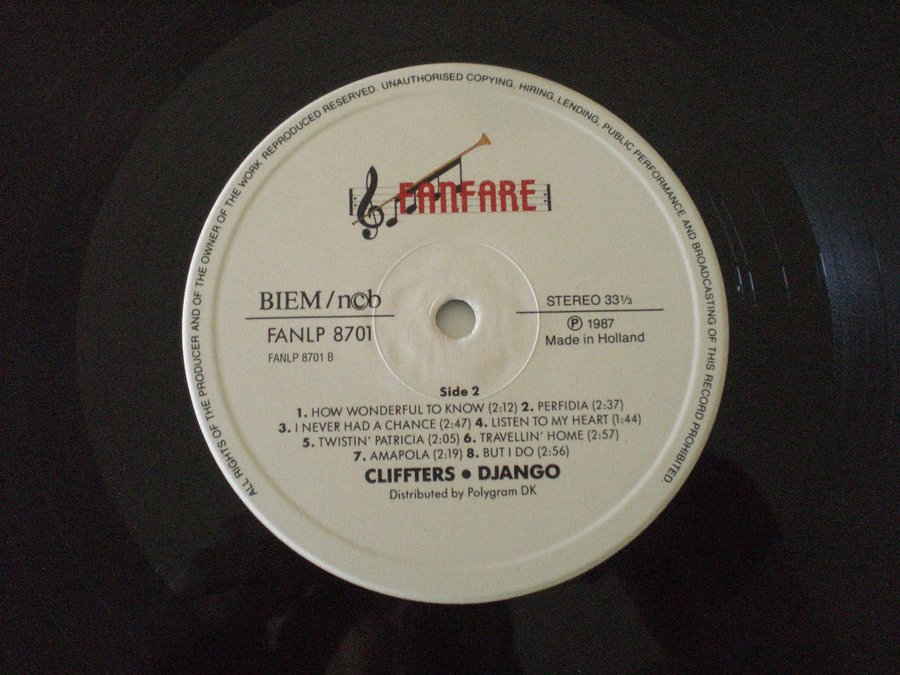 ALL RIGHTS OF THE PRODUCER AND OF THE OWNER OF THE WORK REPRODUCED RESERVED. UNAUTHORISED COPYING, HIRING, LENDING, PUBLIC PERFORMANCE AND BROADCASTING OF THIS RECORD PROHIBITED.
FANFARE
BIEM/n©b
FANLP 8701
FANLP 8701 B
STEREO 33⅓
℗ 1987
Made in Holland
Side 2
1. HOW WONDERFUL TO KNOW (2:12) 2. PERFIDIA (2:37)
3. I NEVER HAD A CHANCE (2:47) 4. LISTEN TO MY HEART (1:44)
5. TWISTIN' PATRICIA (2:05) 6. TRAVELLIN' HOME (2:57)
7. AMAPOLA (2:19) 8. BUT I DO (2:56)
CLIFFTERS • DJANGO
Distributed by Polygram DK